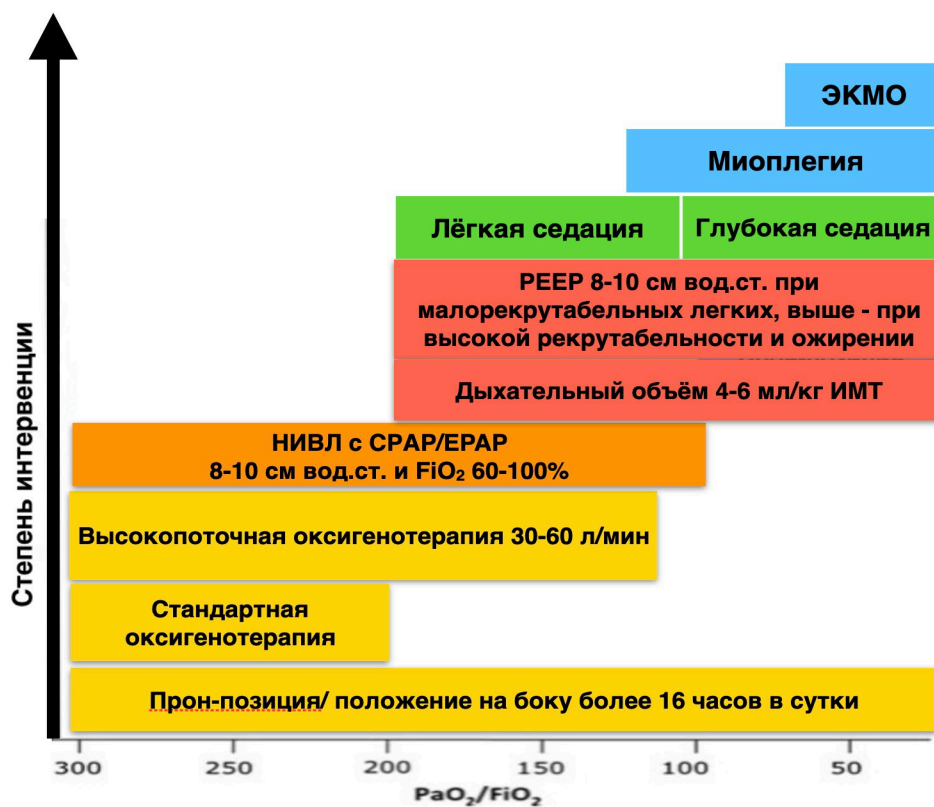 ЭКМО
Миоплегия
Лёгкая седация
Глубокая седация
PEEP 8-10 см вод.ст. при
малорекрутабельных легких, выше - при
высокой рекрутабельности и ожирении
Дыхательный объём 4-6 мл/кг ИМТ
НИВЛ с CPAP/EPAP
8-10 см вод.ст. и FiO₂ 60-100%
Высокопоточная оксигенотерапия 30-60 л/мин
Стандартная
оксигенотерапия
Прон-позиция/ положение на боку более 16 часов в сутки
Степень интервенции
300 250 200 150 100 50
PaO₂/FiO₂